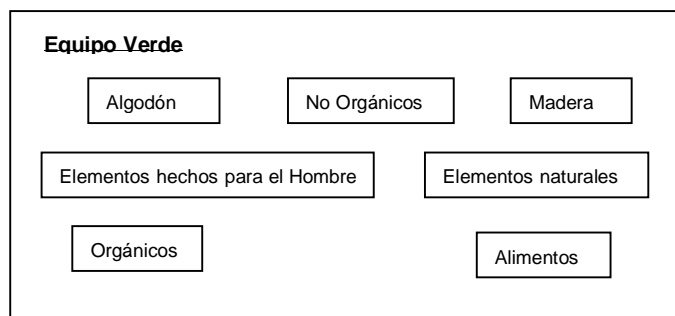 Equipo Verde
Algodón
No Orgánicos
Madera
Elementos hechos para el Hombre
Elementos naturales
Orgánicos
Alimentos